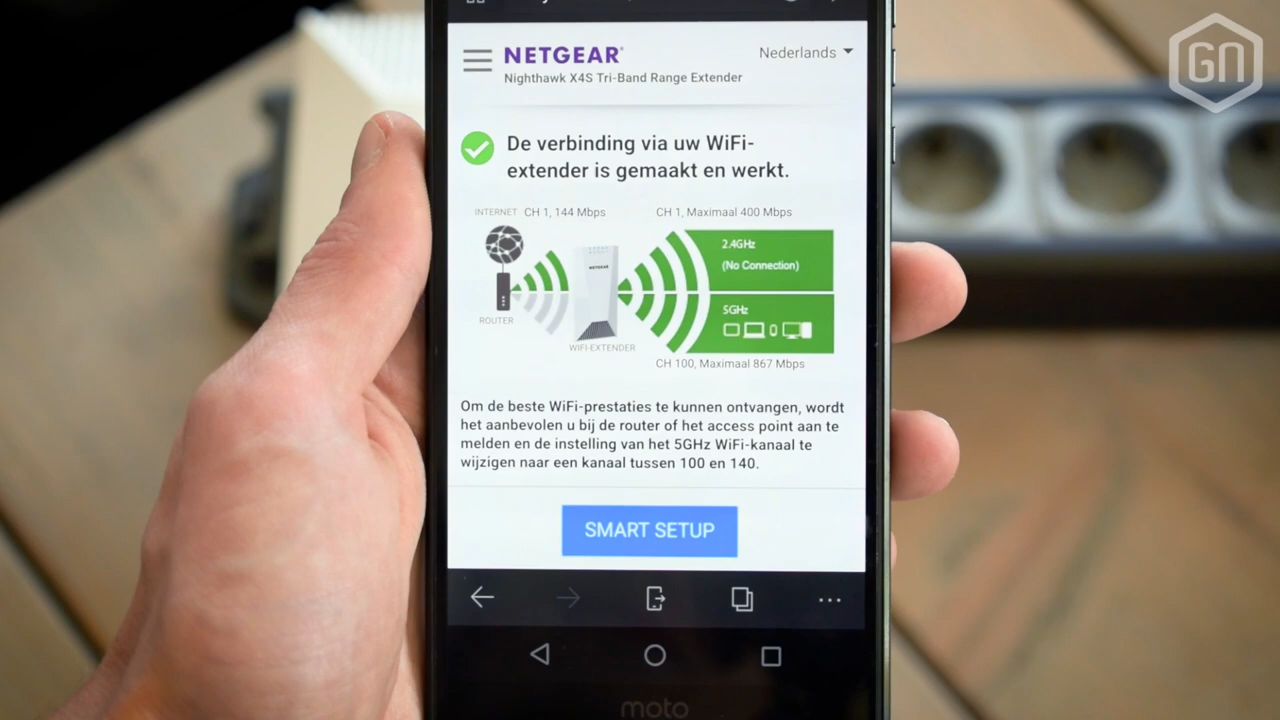 GN
NETGEAR®
Nederlands
Nighthawk X4S Tri-Band Range Extender
De verbinding via uw WiFi-
extender is gemaakt en werkt.
INTERNET CH 1, 144 Mbps
CH 1, Maximaal 400 Mbps
2.4GHz
(No Connection)
NETGEAR
5GHz
ROUTER
WIFI-EXTENDER
CH 100, Maximaal 867 Mbps
Om de beste WiFi-prestaties te kunnen ontvangen, wordt
het aanbevolen u bij de router of het access point aan te
melden en de instelling van het 5GHz WiFi-kanaal te
wijzigen naar een kanaal tussen 100 en 140.
SMART SETUP
moto